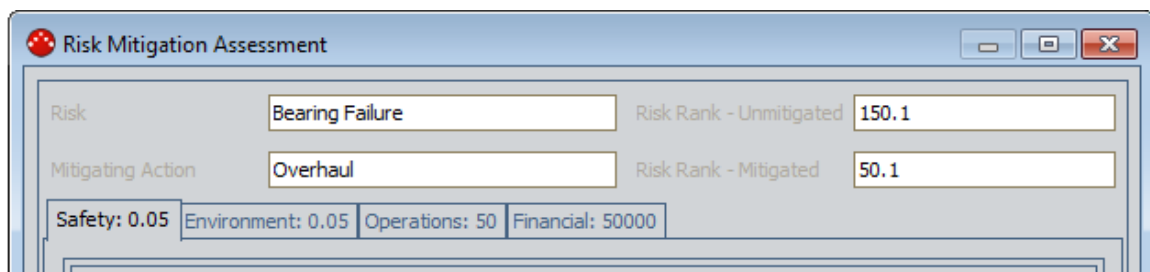 Risk Mitigation Assessment
Risk Bearing Failure Risk Rank - Unmitigated 150.1
Mitigating Action Overhaul Risk Rank - Mitigated 50.1
Safety: 0.05 Environment: 0.05 Operations: 50 Financial: 50000